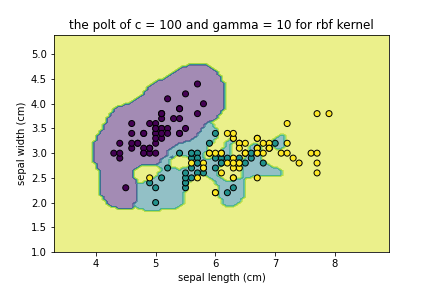 the polt of c = 100 and gamma = 10 for rbf kernel
5.0
4.5
4.0
3.5
3.0
2.5
2.0
1.5
1.0
sepal width (cm)
4 5 6 7 8
sepal length (cm)